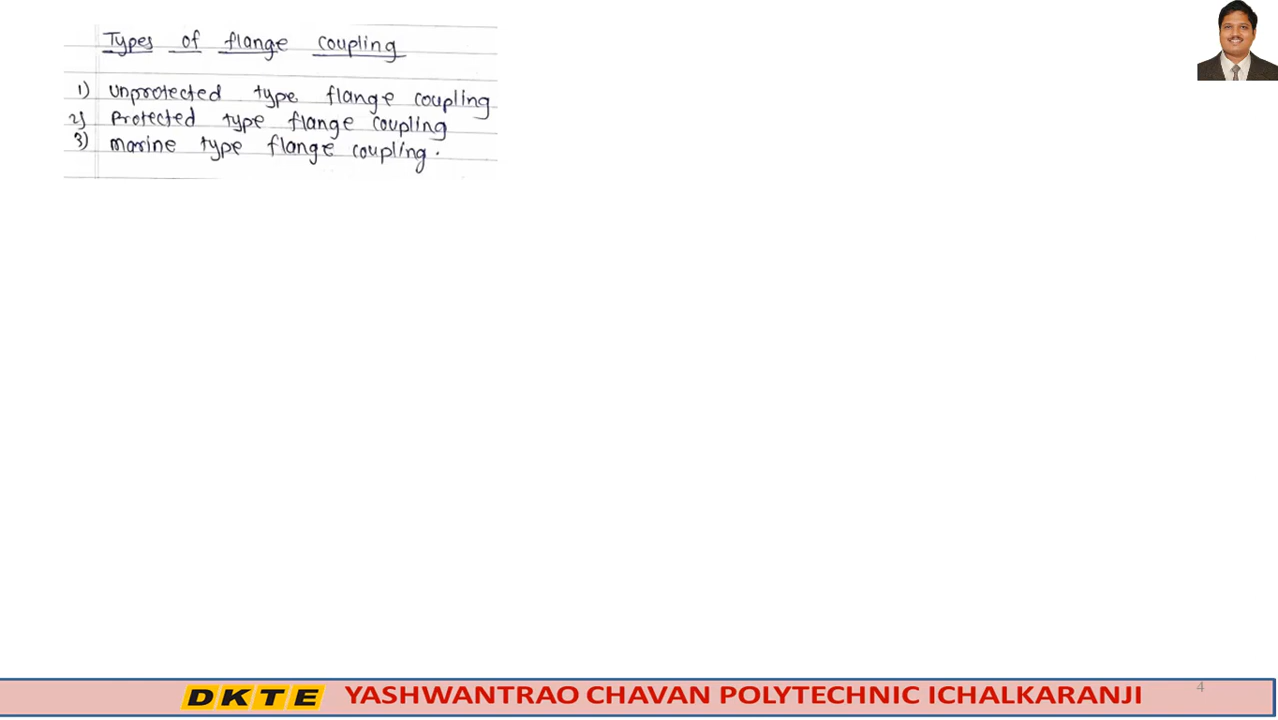 Types of flange coupling
1) Unprotected type flange coupling
2) Protected type flange coupling
3) marine type flange coupling.
DKTE YASHWANTRAO CHAVAN POLYTECHNIC ICHALKARANJI
4